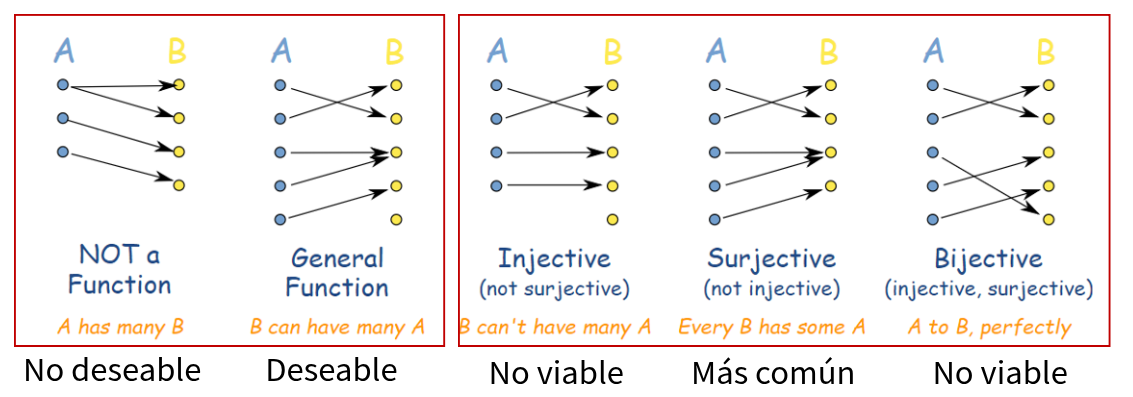 A B
A B
A B
A B
A B
NOT a
Function
A has many B
General
Function
B can have many A
Injective
(not surjective)
B can't have many A
Surjective
(not injective)
Every B has some A
Bijective
(injective, surjective)
A to B, perfectly
No deseable
Deseable
No viable
Más común
No viable